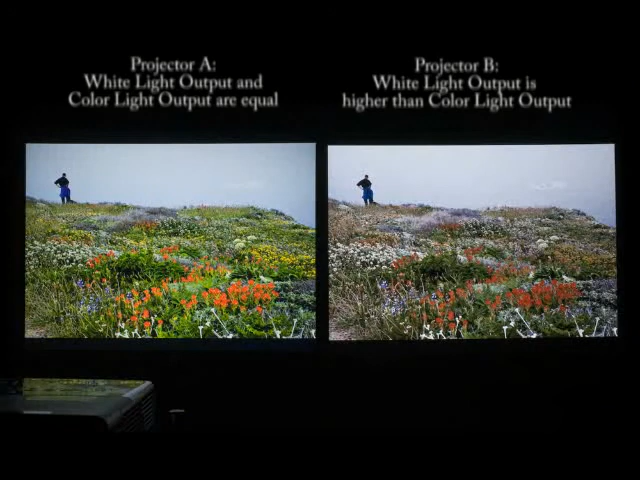 Projector A:
White Light Output and
Color Light Output are equal
Projector B:
White Light Output is
higher than Color Light Output